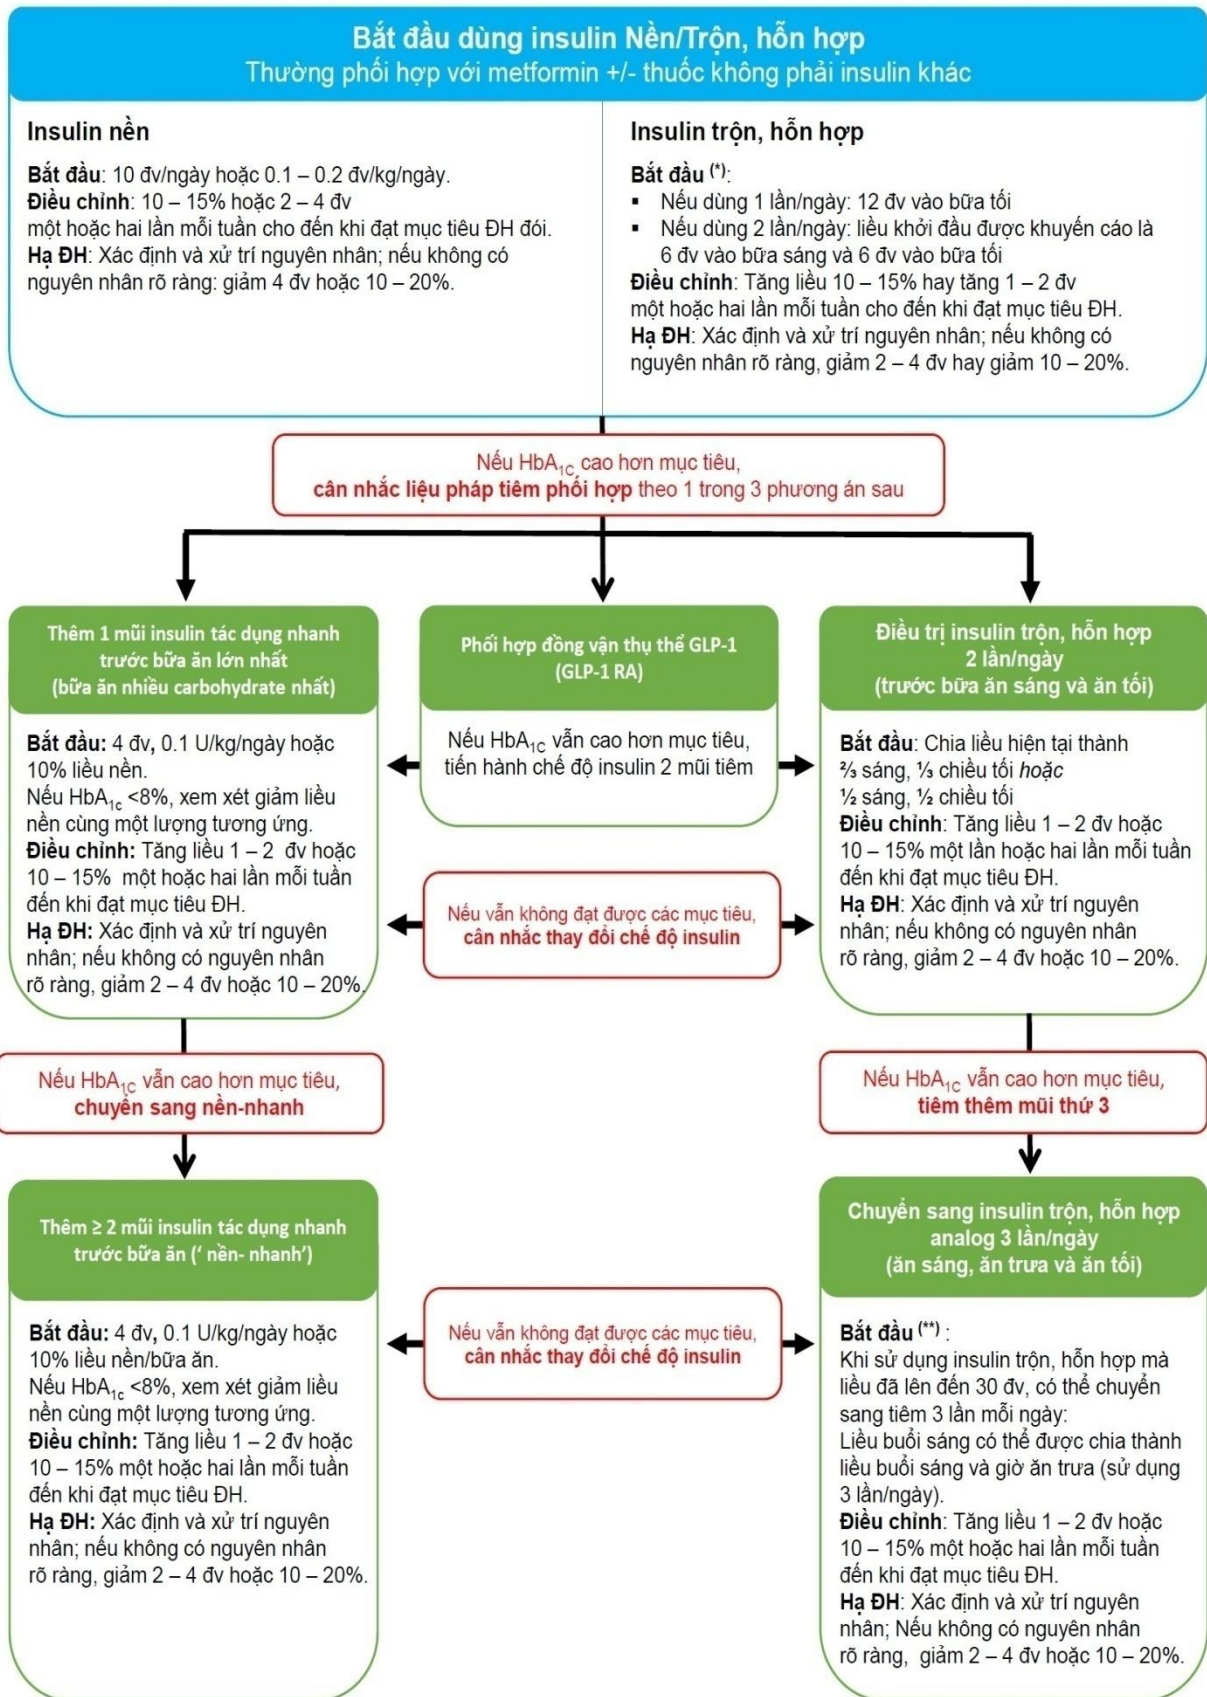 Bắt đầu dùng insulin Nền/Trộn, hỗn hợp
Thường phối hợp với metformin +/- thuốc không phải insulin khác
Insulin nền
Bắt đầu: 10 đv/ngày hoặc 0.1 – 0.2 đv/kg/ngày.
Điều chỉnh: 10 – 15% hoặc 2 – 4 đv
một hoặc hai lần mỗi tuần cho đến khi đạt mục tiêu ĐH đói.
Hạ ĐH: Xác định và xử trí nguyên nhân; nếu không có
nguyên nhân rõ ràng: giảm 4 đv hoặc 10 – 20%.
Insulin trộn, hỗn hợp
Bắt đầu (*):
▪ Nếu dùng 1 lần/ngày: 12 đv vào bữa tối
▪ Nếu dùng 2 lần/ngày: liều khởi đầu được khuyến cáo là
6 đv vào bữa sáng và 6 đv vào bữa tối
Điều chỉnh: Tăng liều 10 – 15% hay tăng 1 – 2 đv
một hoặc hai lần mỗi tuần cho đến khi đạt mục tiêu ĐH.
Hạ ĐH: Xác định và xử trí nguyên nhân; nếu không có
nguyên nhân rõ ràng, giảm 2 – 4 đv hay giảm 10 – 20%.
Nếu HbA1C cao hơn mục tiêu,
cân nhắc liệu pháp tiêm phối hợp theo 1 trong 3 phương án sau
Thêm 1 mũi insulin tác dụng nhanh
trước bữa ăn lớn nhất
(bữa ăn nhiều carbohydrate nhất)
Bắt đầu: 4 đv, 0.1 U/kg/ngày hoặc
10% liều nền.
Nếu HbA1c <8%, xem xét giảm liều
nền cùng một lượng tương ứng.
Điều chỉnh: Tăng liều 1 – 2 đv hoặc
10 – 15% một hoặc hai lần mỗi tuần
đến khi đạt mục tiêu ĐH.
Hạ ĐH: Xác định và xử trí nguyên
nhân; nếu không có nguyên nhân
rõ ràng, giảm 2 – 4 đv hoặc 10 – 20%.
Phối hợp đồng vận thụ thể GLP-1
(GLP-1 RA)
Nếu HbA1C vẫn cao hơn mục tiêu,
tiến hành chế độ insulin 2 mũi tiêm
Điều trị insulin trộn, hỗn hợp
2 lần/ngày
(trước bữa ăn sáng và ăn tối)
Bắt đầu: Chia liều hiện tại thành
⅔ sáng, ⅓ chiều tối hoặc
½ sáng, ½ chiều tối
Điều chỉnh: Tăng liều 1 – 2 đv hoặc
10 – 15% một lần hoặc hai lần mỗi tuần
đến khi đạt mục tiêu ĐH.
Hạ ĐH: Xác định và xử trí nguyên
nhân; nếu không có nguyên nhân
rõ ràng, giảm 2 – 4 đv hoặc 10 – 20%.
Nếu vẫn không đạt được các mục tiêu,
cân nhắc thay đổi chế độ insulin
Nếu HbA1C vẫn cao hơn mục tiêu,
chuyển sang nền-nhanh
Nếu HbA1C vẫn cao hơn mục tiêu,
tiêm thêm mũi thứ 3
Thêm ≥ 2 mũi insulin tác dụng nhanh
trước bữa ăn (‘ nền- nhanh’)
Bắt đầu: 4 đv, 0.1 U/kg/ngày hoặc
10% liều nền/bữa ăn.
Nếu HbA1c <8%, xem xét giảm liều
nền cùng một lượng tương ứng.
Điều chỉnh: Tăng liều 1 – 2 đv hoặc
10 – 15% một hoặc hai lần mỗi tuần
đến khi đạt mục tiêu ĐH.
Hạ ĐH: Xác định và xử trí nguyên
nhân; nếu không có nguyên nhân
rõ ràng, giảm 2 – 4 đv hoặc 10 – 20%.
Nếu vẫn không đạt được các mục tiêu,
cân nhắc thay đổi chế độ insulin
Chuyển sang insulin trộn, hỗn hợp
analog 3 lần/ngày
(ăn sáng, ăn trưa và ăn tối)
Bắt đầu (**) :
Khi sử dụng insulin trộn, hỗn hợp mà
liều đã lên đến 30 đv, có thể chuyển
sang tiêm 3 lần mỗi ngày:
Liều buổi sáng có thể được chia thành
liều buổi sáng và giờ ăn trưa (sử dụng
3 lần/ngày).
Điều chỉnh: Tăng liều 1 – 2 đv hoặc
10 – 15% một hoặc hai lần mỗi tuần
đến khi đạt mục tiêu ĐH.
Hạ ĐH: Xác định và xử trí nguyên
nhân; Nếu không có nguyên nhân
rõ ràng, giảm 2 – 4 đv hoặc 10 – 20%.